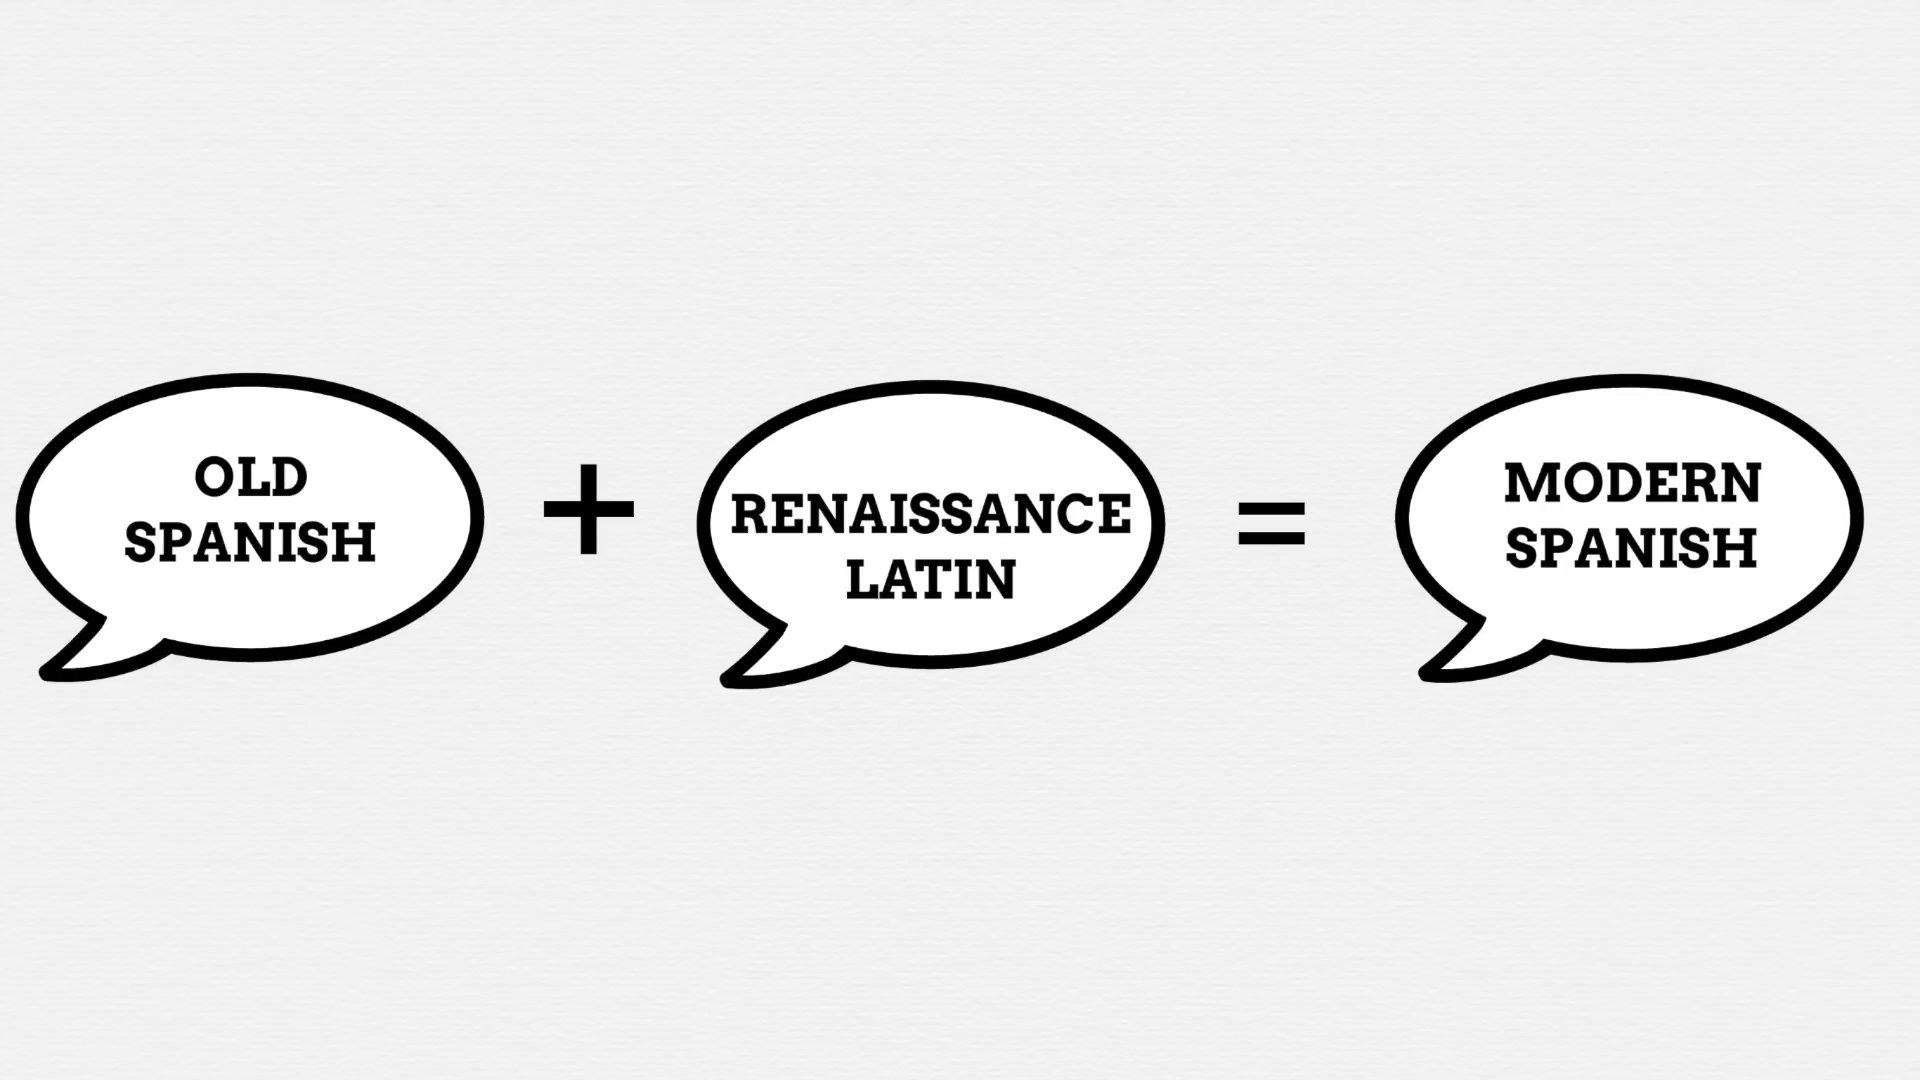 OLD
SPANISH
+
RENAISSANCE
LATIN
=
MODERN
SPANISH